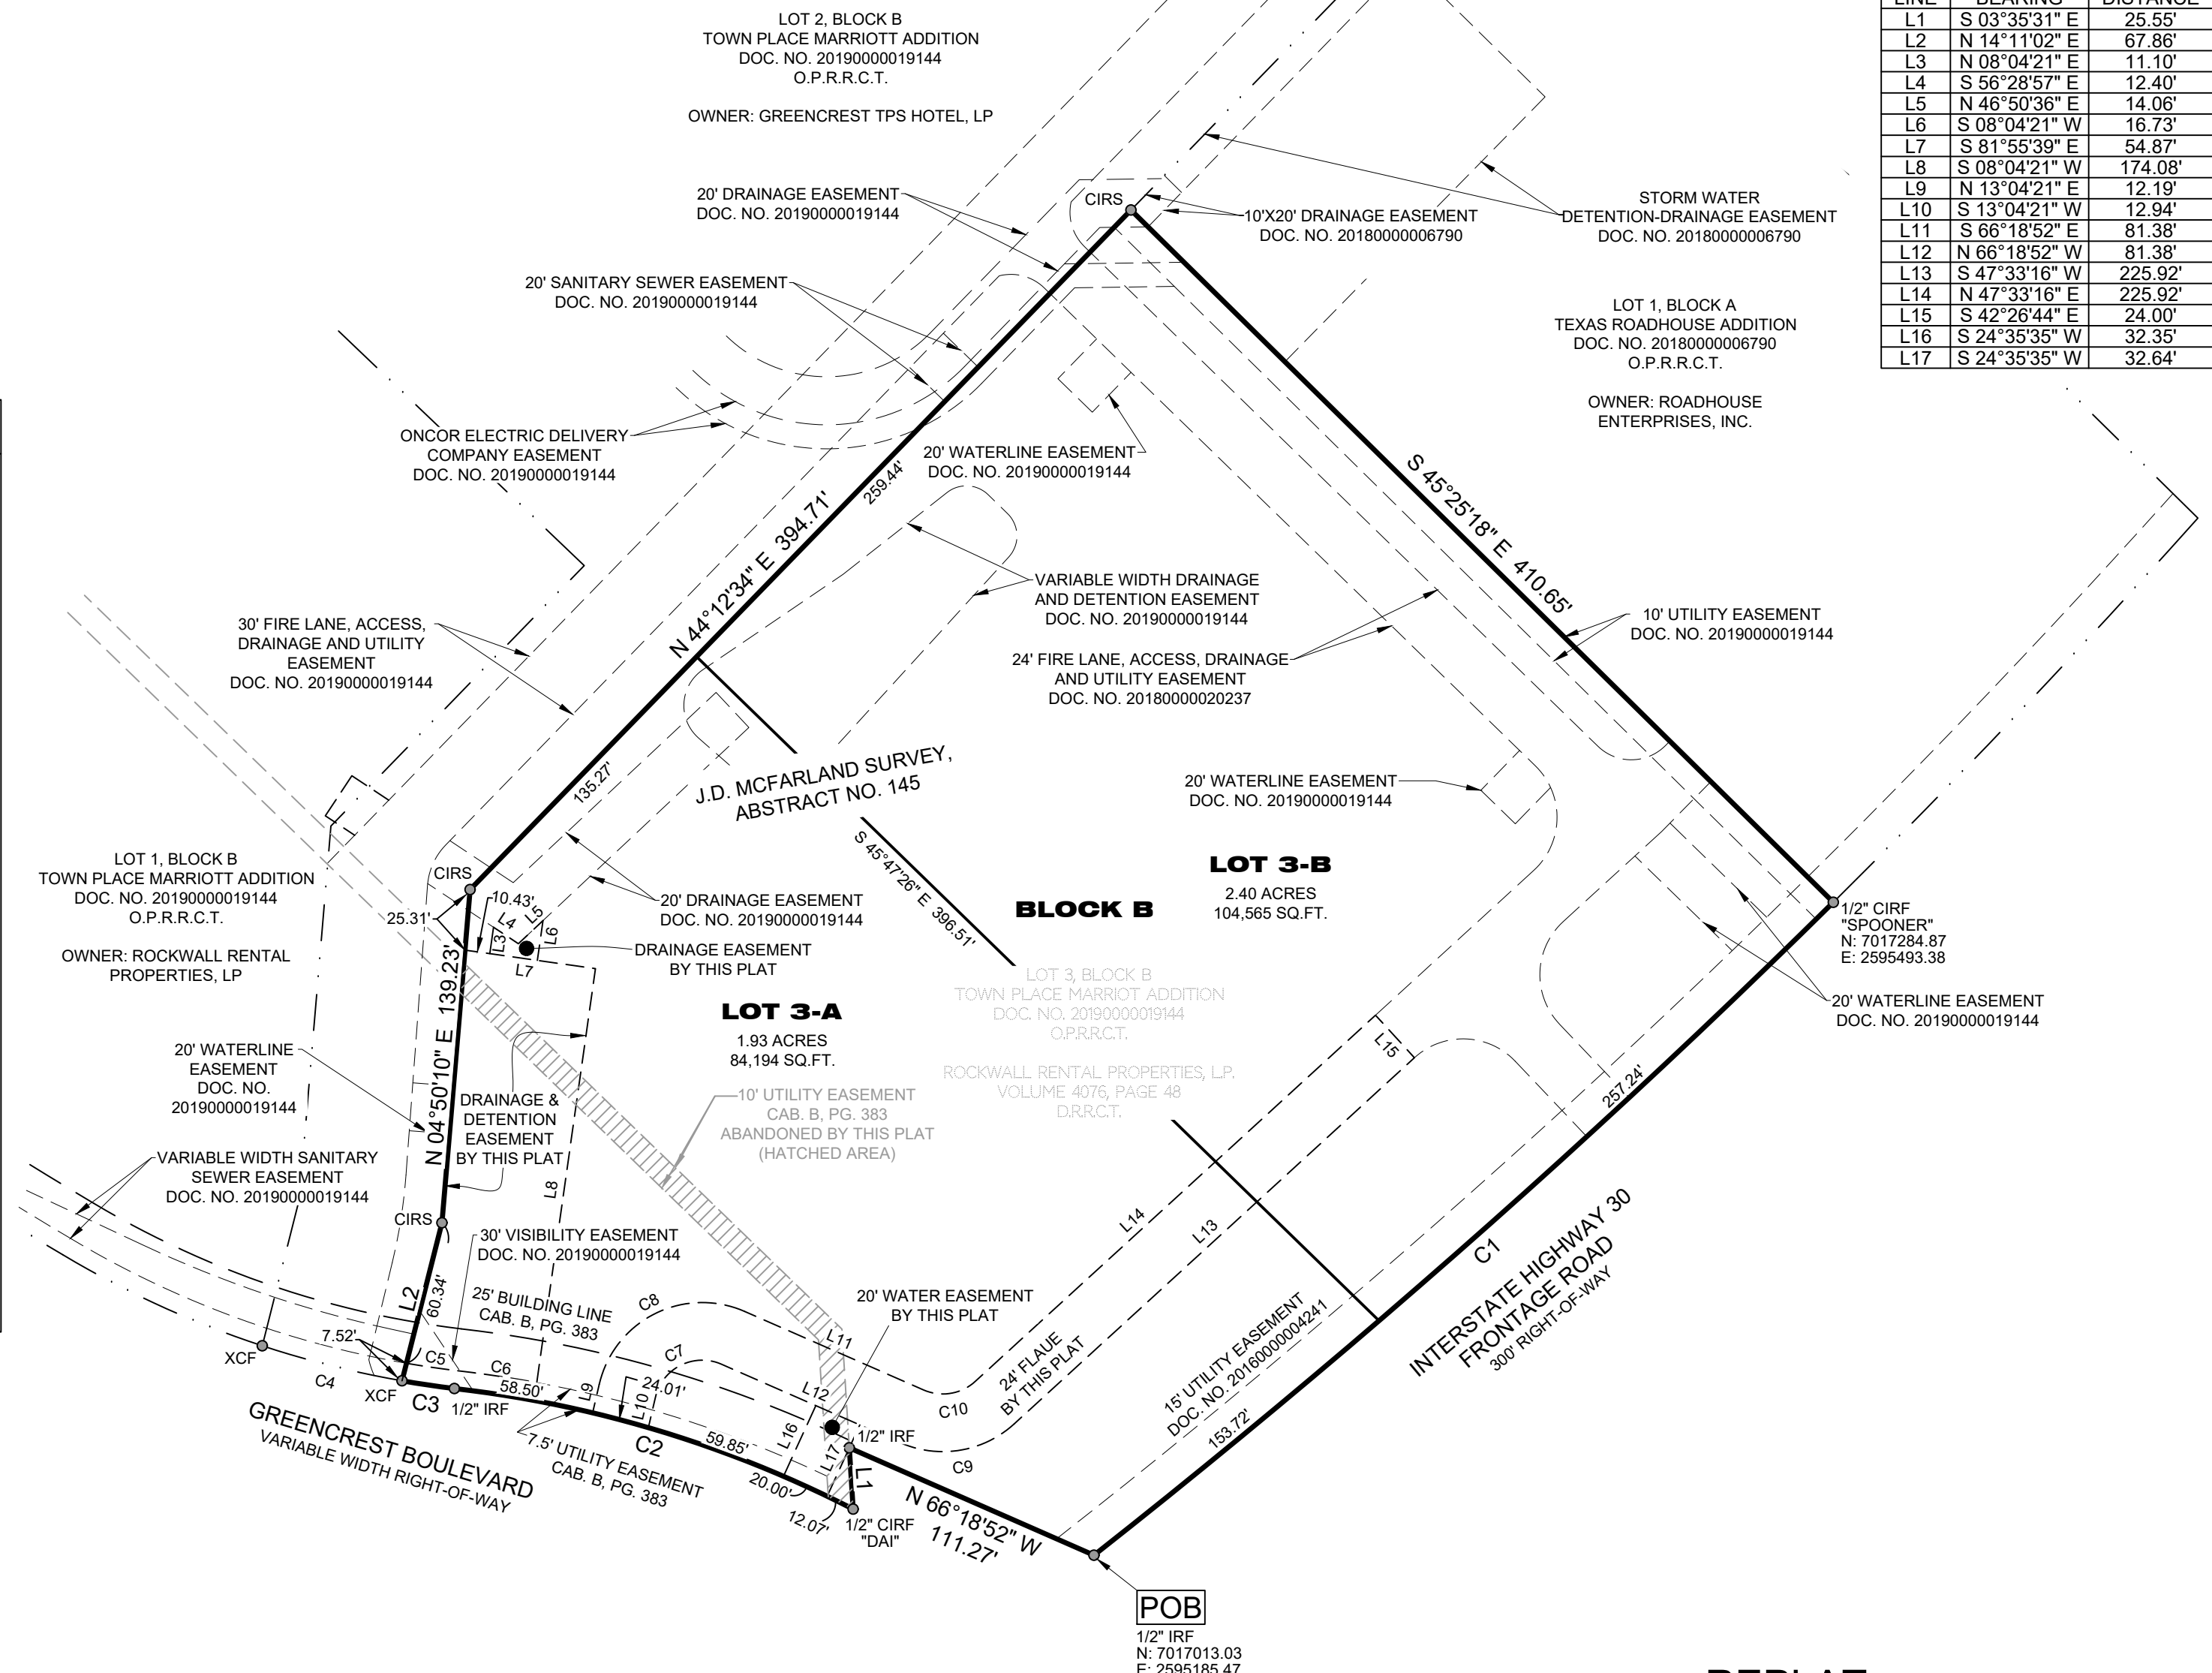 LINE BEARING DISTANCE
L1 S 03°35'31" E 25.55'
L2 N 14°11'02" E 67.86'
L3 N 08°04'21" E 11.10'
L4 S 56°28'57" E 12.40'
L5 N 46°50'36" E 14.06'
L6 S 08°04'21" W 16.73'
L7 S 81°55'39" E 54.87'
L8 S 08°04'21" W 174.08'
L9 N 13°04'21" E 12.19'
L10 S 13°04'21" W 12.94'
L11 S 66°18'52" E 81.38'
L12 N 66°18'52" W 81.38'
L13 S 47°33'16" W 225.92'
L14 N 47°33'16" E 225.92'
L15 S 42°26'44" E 24.00'
L16 S 24°35'35" W 32.35'
L17 S 24°35'35" W 32.64'
LOT 2, BLOCK B
TOWN PLACE MARRIOTT ADDITION
DOC. NO. 20190000019144
O.P.R.R.C.T.
OWNER: GREENCREST TPS HOTEL, LP
20' DRAINAGE EASEMENT
DOC. NO. 20190000019144
CIRS
10'X20' DRAINAGE EASEMENT
DOC. NO. 20180000006790
STORM WATER
DETENTION-DRAINAGE EASEMENT
DOC. NO. 20180000006790
20' SANITARY SEWER EASEMENT
DOC. NO. 20190000019144
LOT 1, BLOCK A
TEXAS ROADHOUSE ADDITION
DOC. NO. 20180000006790
O.P.R.R.C.T.
OWNER: ROADHOUSE
ENTERPRISES, INC.
ONCOR ELECTRIC DELIVERY
COMPANY EASEMENT
DOC. NO. 20190000019144
20' WATERLINE EASEMENT
DOC. NO. 20190000019144
259.44'
N 44°12'34" E 394.71'
S 45°25'18" E 410.65'
VARIABLE WIDTH DRAINAGE
AND DETENTION EASEMENT
DOC. NO. 20190000019144
10' UTILITY EASEMENT
DOC. NO. 20190000019144
30' FIRE LANE, ACCESS,
DRAINAGE AND UTILITY
EASEMENT
DOC. NO. 20190000019144
24' FIRE LANE, ACCESS, DRAINAGE
AND UTILITY EASEMENT
DOC. NO. 20180000020237
J.D. MCFARLAND SURVEY,
ABSTRACT NO. 145
135.27'
20' WATERLINE EASEMENT
DOC. NO. 20190000019144
S 45°47'26" E 396.51'
LOT 3-B
2.40 ACRES
104,565 SQ.FT.
BLOCK B
LOT 1, BLOCK B
TOWN PLACE MARRIOTT ADDITION
DOC. NO. 20190000019144
O.P.R.R.C.T.
OWNER: ROCKWALL RENTAL
PROPERTIES, LP
CIRS
25.31'
10.43'
L4
L5
L3
L6
L7
20' DRAINAGE EASEMENT
DOC. NO. 20190000019144
DRAINAGE EASEMENT
BY THIS PLAT
1/2" CIRF
"SPOONER"
N: 7017284.87
E: 2595493.38
20' WATERLINE EASEMENT
DOC. NO. 20190000019144
LOT 3, BLOCK B
TOWN PLACE MARRIOT ADDITION
DOC. NO. 20190000019144
O.P.R.R.C.T.
ROCKWALL RENTAL PROPERTIES, L.P.
VOLUME 4076, PAGE 48
D.R.R.C.T.
LOT 3-A
1.93 ACRES
84,194 SQ.FT.
N 04°50'10" E 139.23'
20' WATERLINE
EASEMENT
DOC. NO.
20190000019144
DRAINAGE &
DETENTION
EASEMENT
BY THIS PLAT
10' UTILITY EASEMENT
CAB. B, PG. 383
ABANDONED BY THIS PLAT
(HATCHED AREA)
L15
257.24'
VARIABLE WIDTH SANITARY
SEWER EASEMENT
DOC. NO. 20190000019144
L8
CIRS
30' VISIBILITY EASEMENT
DOC. NO. 20190000019144
L14
L13
C1
INTERSTATE HIGHWAY 30
FRONTAGE ROAD
300' RIGHT-OF-WAY
L2
60.34'
25' BUILDING LINE
CAB. B, PG. 383
C8
20' WATER EASEMENT
BY THIS PLAT
7.52'
C7
L11
XCF
C4
C5
C6
58.50'
L9
24.01'
L10
L12
24' FLAUE
BY THIS PLAT
15' UTILITY EASEMENT
DOC. NO. 20160000004241
153.72'
XCF
C3
1/2" IRF
C10
GREENCREST BOULEVARD
VARIABLE WIDTH RIGHT-OF-WAY
7.5' UTILITY EASEMENT
CAB. B, PG. 383
C2
59.85'
L16
L17
1/2" IRF
L1
C9
20.00'
12.07'
1/2" CIRF
"DAI"
N 66°18'52" W
111.27'
POB
1/2" IRF
N: 7017013.03
E: 2595185.47
REPLAT